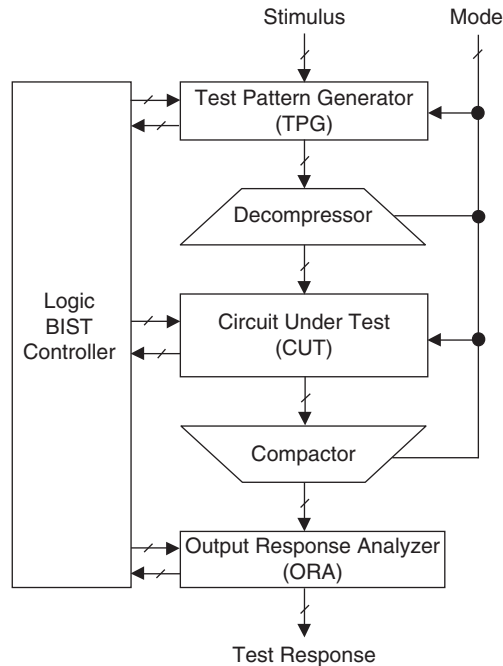 Stimulus
Mode
Test Pattern Generator
(TPG)
Decompressor
Logic
BIST
Controller
Circuit Under Test
(CUT)
Compactor
Output Response Analyzer
(ORA)
Test Response